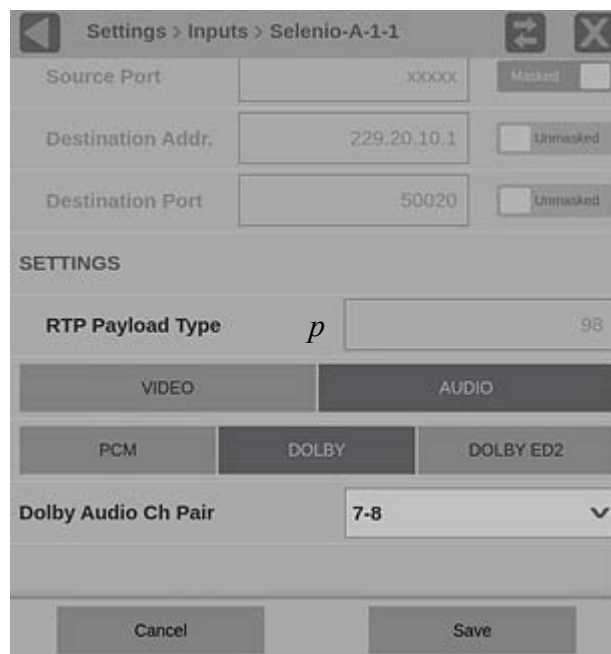 Settings > Inputs > Selenio-A-1-1
Source Port xxxxx Masked
Destination Addr. 229.20.10.1 Unmasked
Destination Port 50020 Unmasked
SETTINGS
RTP Payload Type p 98
VIDEO AUDIO
PCM DOLBY DOLBY ED2
Dolby Audio Ch Pair 7-8
Cancel Save